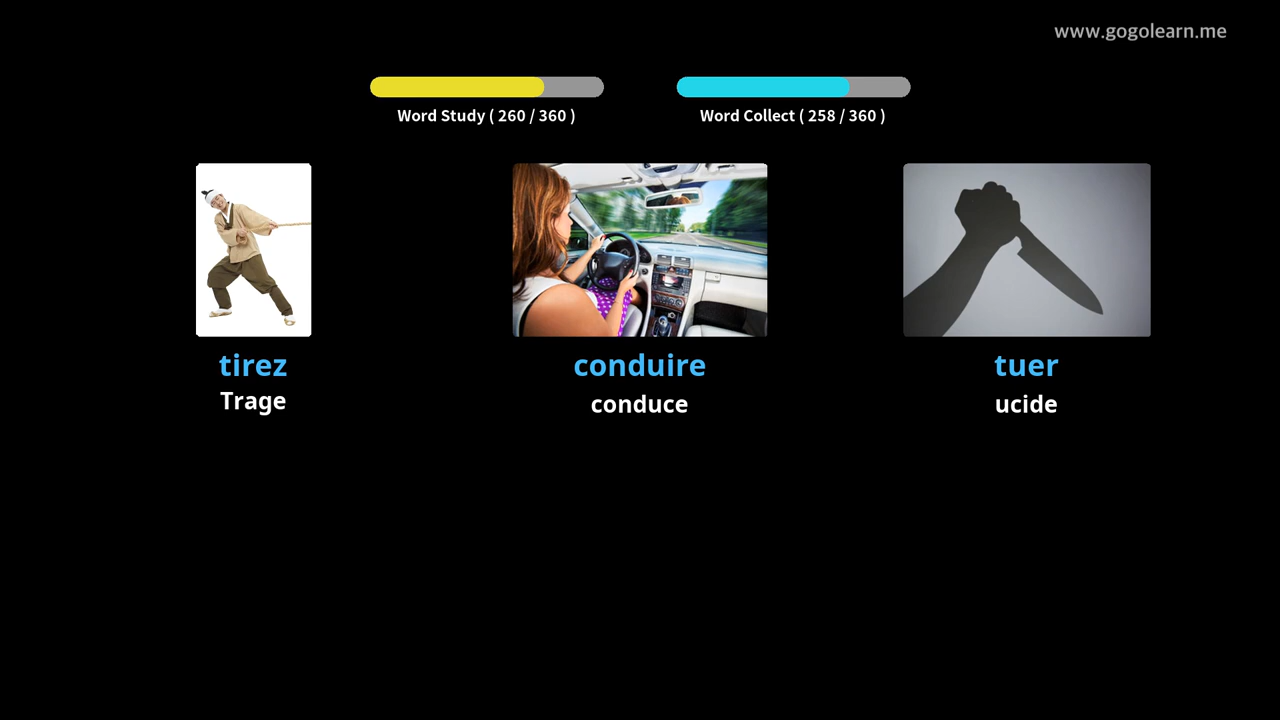 www.gogolearn.me
Word Study ( 260 / 360 )
Word Collect ( 258 / 360 )
tirez
Trage
conduire
conduce
tuer
ucide